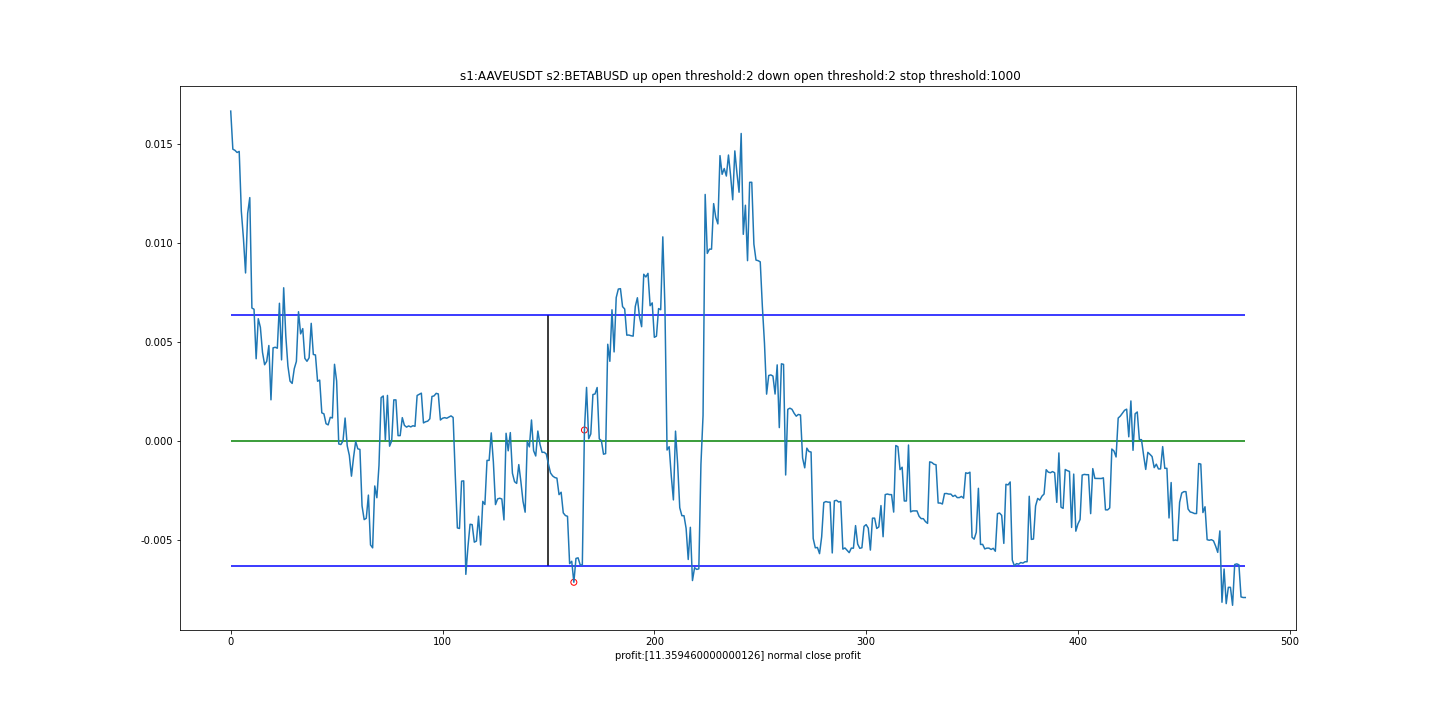 s1:AAVEUSDT s2:BETABUSD up open threshold:2 down open threshold:2 stop threshold:1000
0.015
0.010
0.005
0.000
-0.005
0 100 200 300 400 500
profit:[11.359460000000126] normal close profit